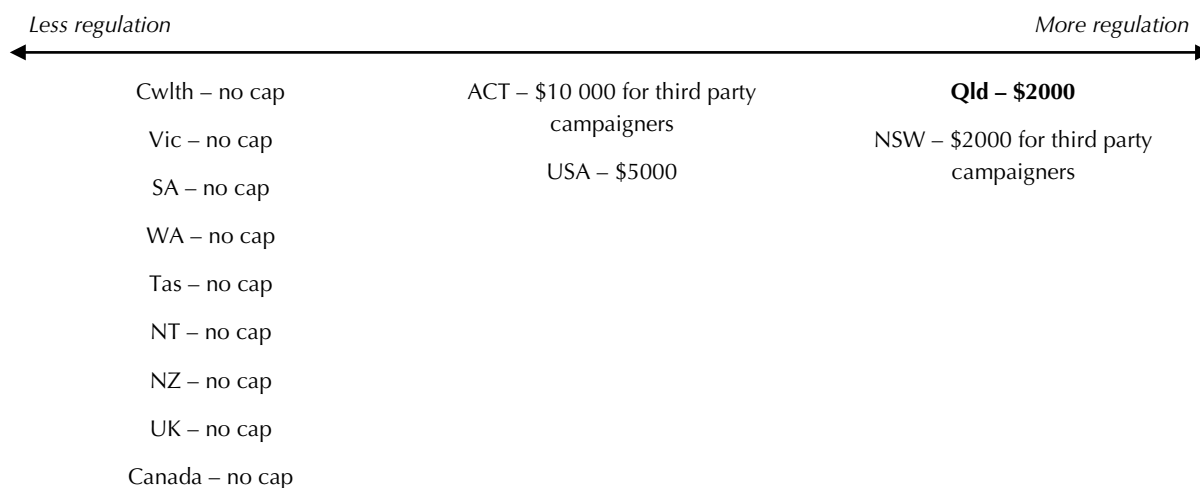 Less regulation
More regulation
Cwlth – no cap
Vic – no cap
SA – no cap
WA – no cap
Tas – no cap
NT – no cap
NZ – no cap
UK – no cap
Canada – no cap
ACT – $10 000 for third party
campaigners
USA – $5000
Qld – $2000
NSW – $2000 for third party
campaigners